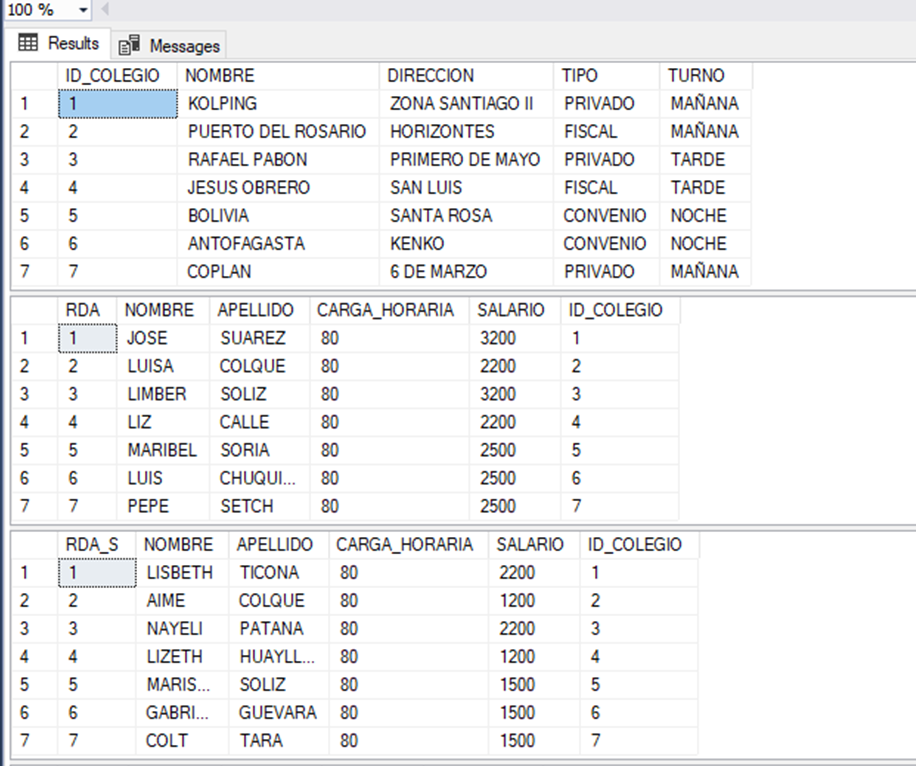 100 %
Results Messages
ID_COLEGIO NOMBRE DIRECCION TIPO TURNO
1 1 KOLPING ZONA SANTIAGO II PRIVADO MAÑANA
2 2 PUERTO DEL ROSARIO HORIZONTES FISCAL MAÑANA
3 3 RAFAEL PABON PRIMERO DE MAYO PRIVADO TARDE
4 4 JESUS OBRERO SAN LUIS FISCAL TARDE
5 5 BOLIVIA SANTA ROSA CONVENIO NOCHE
6 6 ANTOFAGASTA KENKO CONVENIO NOCHE
7 7 COPLAN 6 DE MARZO PRIVADO MAÑANA
RDA NOMBRE APELLIDO CARGA_HORARIA SALARIO ID_COLEGIO
1 1 JOSE SUAREZ 80 3200 1
2 2 LUISA COLQUE 80 2200 2
3 3 LIMBER SOLIZ 80 3200 3
4 4 LIZ CALLE 80 2200 4
5 5 MARIBEL SORIA 80 2500 5
6 6 LUIS CHUQUI... 80 2500 6
7 7 PEPE SETCH 80 2500 7
RDA_S NOMBRE APELLIDO CARGA_HORARIA SALARIO ID_COLEGIO
1 1 LISBETH TICONA 80 2200 1
2 2 AIME COLQUE 80 1200 2
3 3 NAYELI PATANA 80 2200 3
4 4 LIZETH HUAYLL... 80 1200 4
5 5 MARIS... SOLIZ 80 1500 5
6 6 GABRI... GUEVARA 80 1500 6
7 7 COLT TARA 80 1500 7